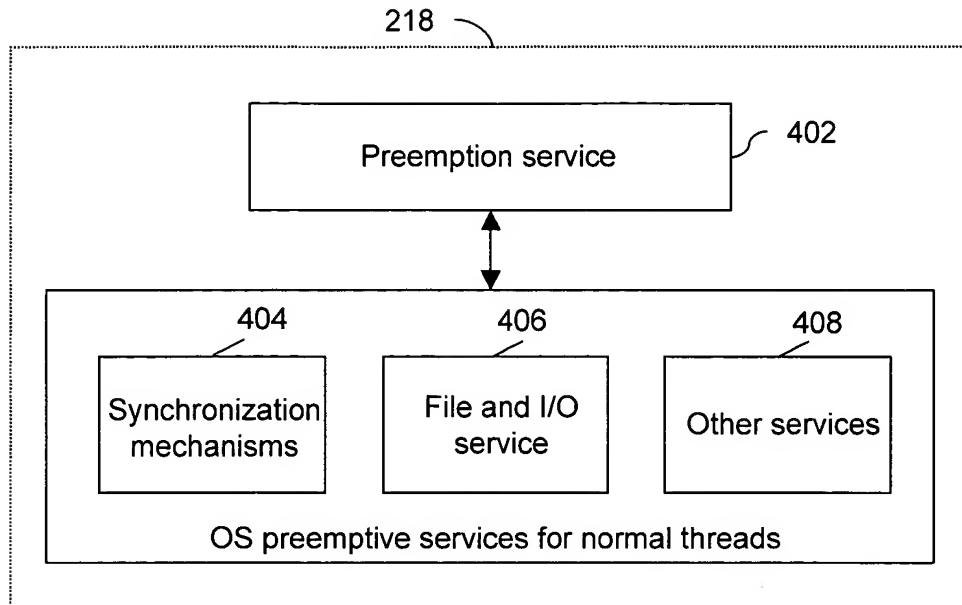 218
Preemption service
402
404
406
408
Synchronization
mechanisms
File and I/O
service
Other services
OS preemptive services for normal threads